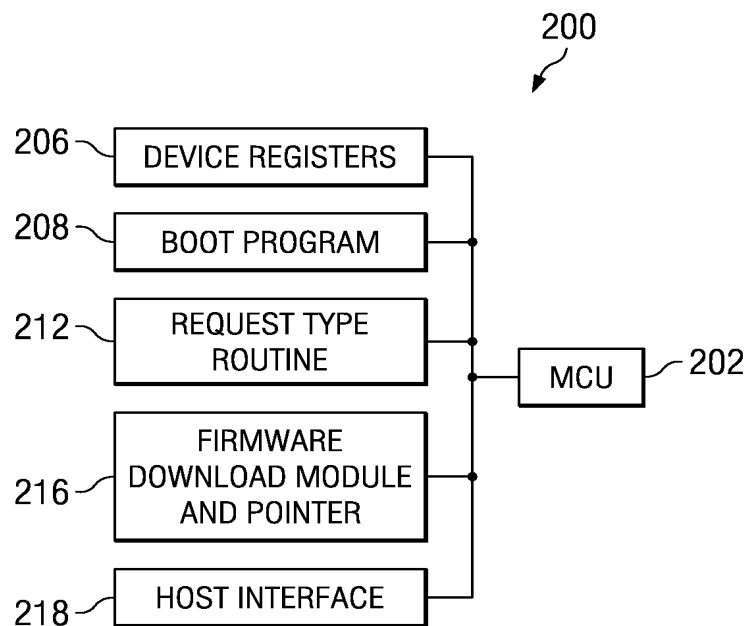 200
206
DEVICE REGISTERS
208
BOOT PROGRAM
212
REQUEST TYPE
ROUTINE
MCU
202
216
FIRMWARE
DOWNLOAD MODULE
AND POINTER
218
HOST INTERFACE